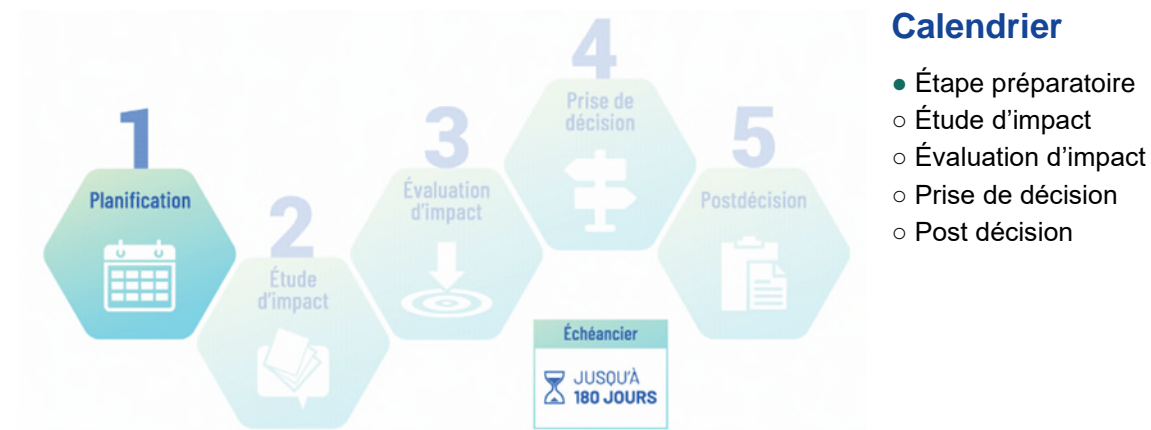 1
Planification
2
Étude
d'impact
3
Évaluation
d'impact
4
Prise de
décision
5
Postdécision
Échéancier
JUSQU'À
180 JOURS
Calendrier
● Étape préparatoire
○ Étude d’impact
○ Évaluation d’impact
○ Prise de décision
○ Post décision